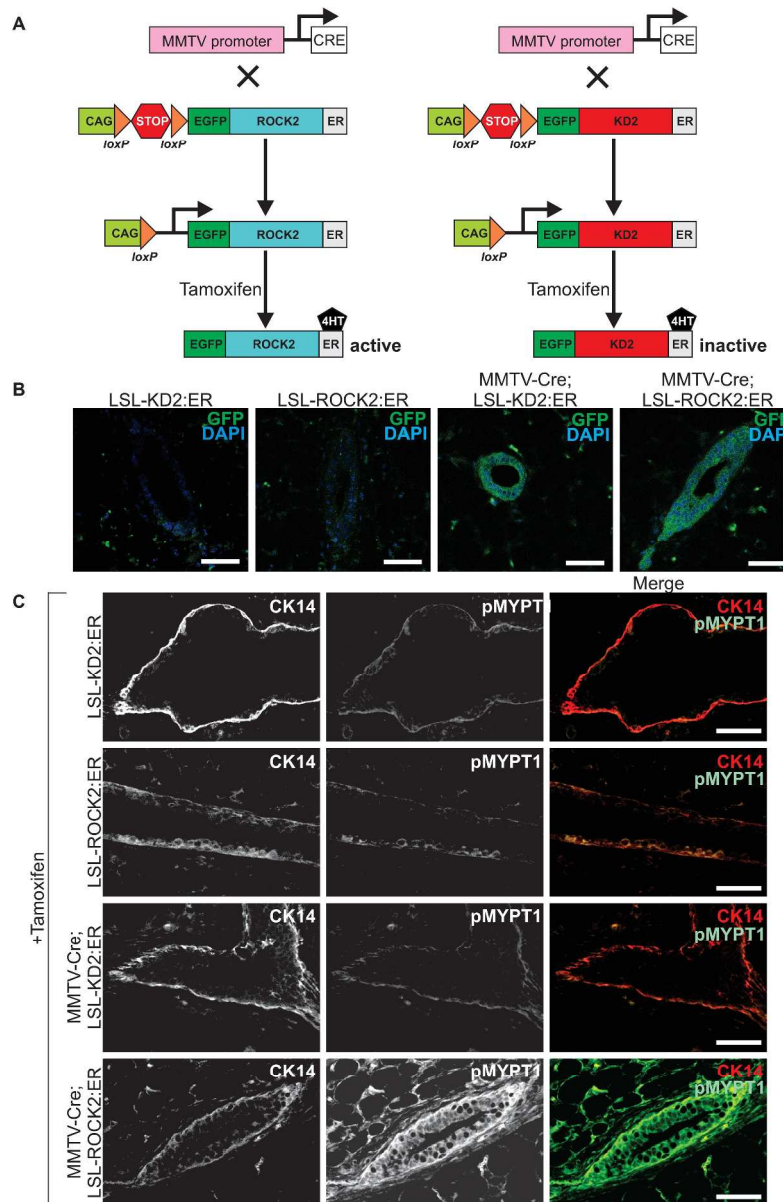 A
MMTV promoter CRE MMTV promoter CRE
CAG STOP EGFP ROCK2 ER CAG STOP EGFP KD2 ER
loxP loxP loxP loxP
CAG EGFP ROCK2 ER CAG EGFP KD2 ER
loxP loxP
Tamoxifen Tamoxifen
4HT 4HT
EGFP ROCK2 ER active EGFP KD2 ER inactive
B
LSL-KD2:ER
GFP
DAPI
LSL-ROCK2:ER
GFP
DAPI
MMTV-Cre;
LSL-KD2:ER
GFP
DAPI
MMTV-Cre;
LSL-ROCK2:ER
GFP
DAPI
C
+Tamoxifen
Merge
LSL-KD2:ER
CK14
pMYPT1
CK14
pMYPT1
LSL-ROCK2:ER
CK14
pMYPT1
CK14
pMYPT1
MMTV-Cre;
LSL-KD2:ER
CK14
pMYPT1
CK14
pMYPT1
MMTV-Cre;
LSL-ROCK2:ER
CK14
pMYPT1
CK14
pMYPT1